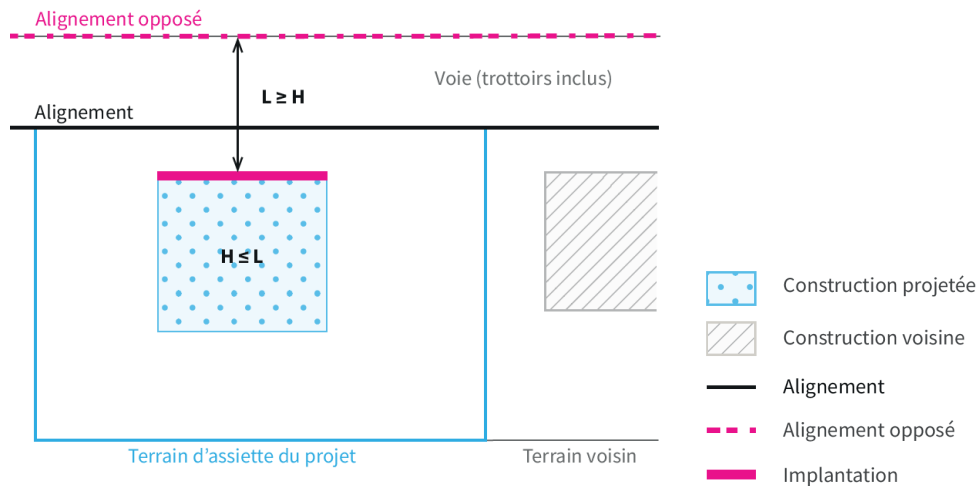 Alignement opposé
Voie (trottoirs inclus)
L ≥ H
Alignement
H ≤ L
Construction projetée
Construction voisine
Alignement
Alignement opposé
Implantation
Terrain d’assiette du projet
Terrain voisin